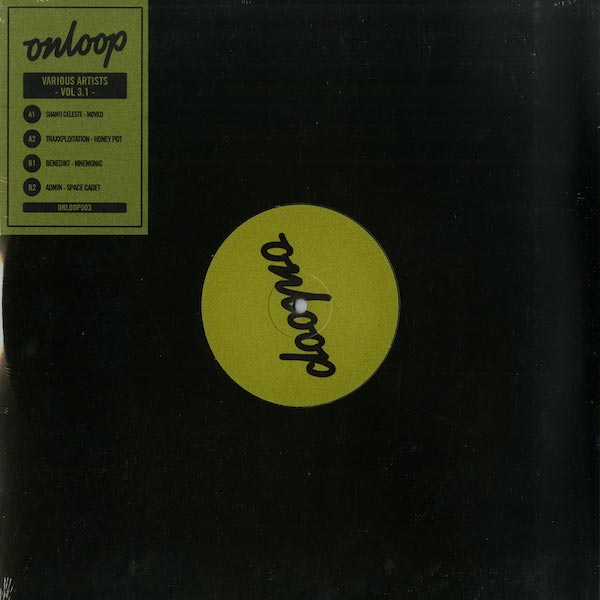 onloop
VARIOUS ARTISTS
- VOL 3.1 -
A1 SHANTI CELESTE - MOVED
A2 TRAXXPLOITATION - HONEY POT
B1 BENEDIKT - MNEMONIC
B2 ADMIN - SPACE CADET
ONLOOP003
onloop